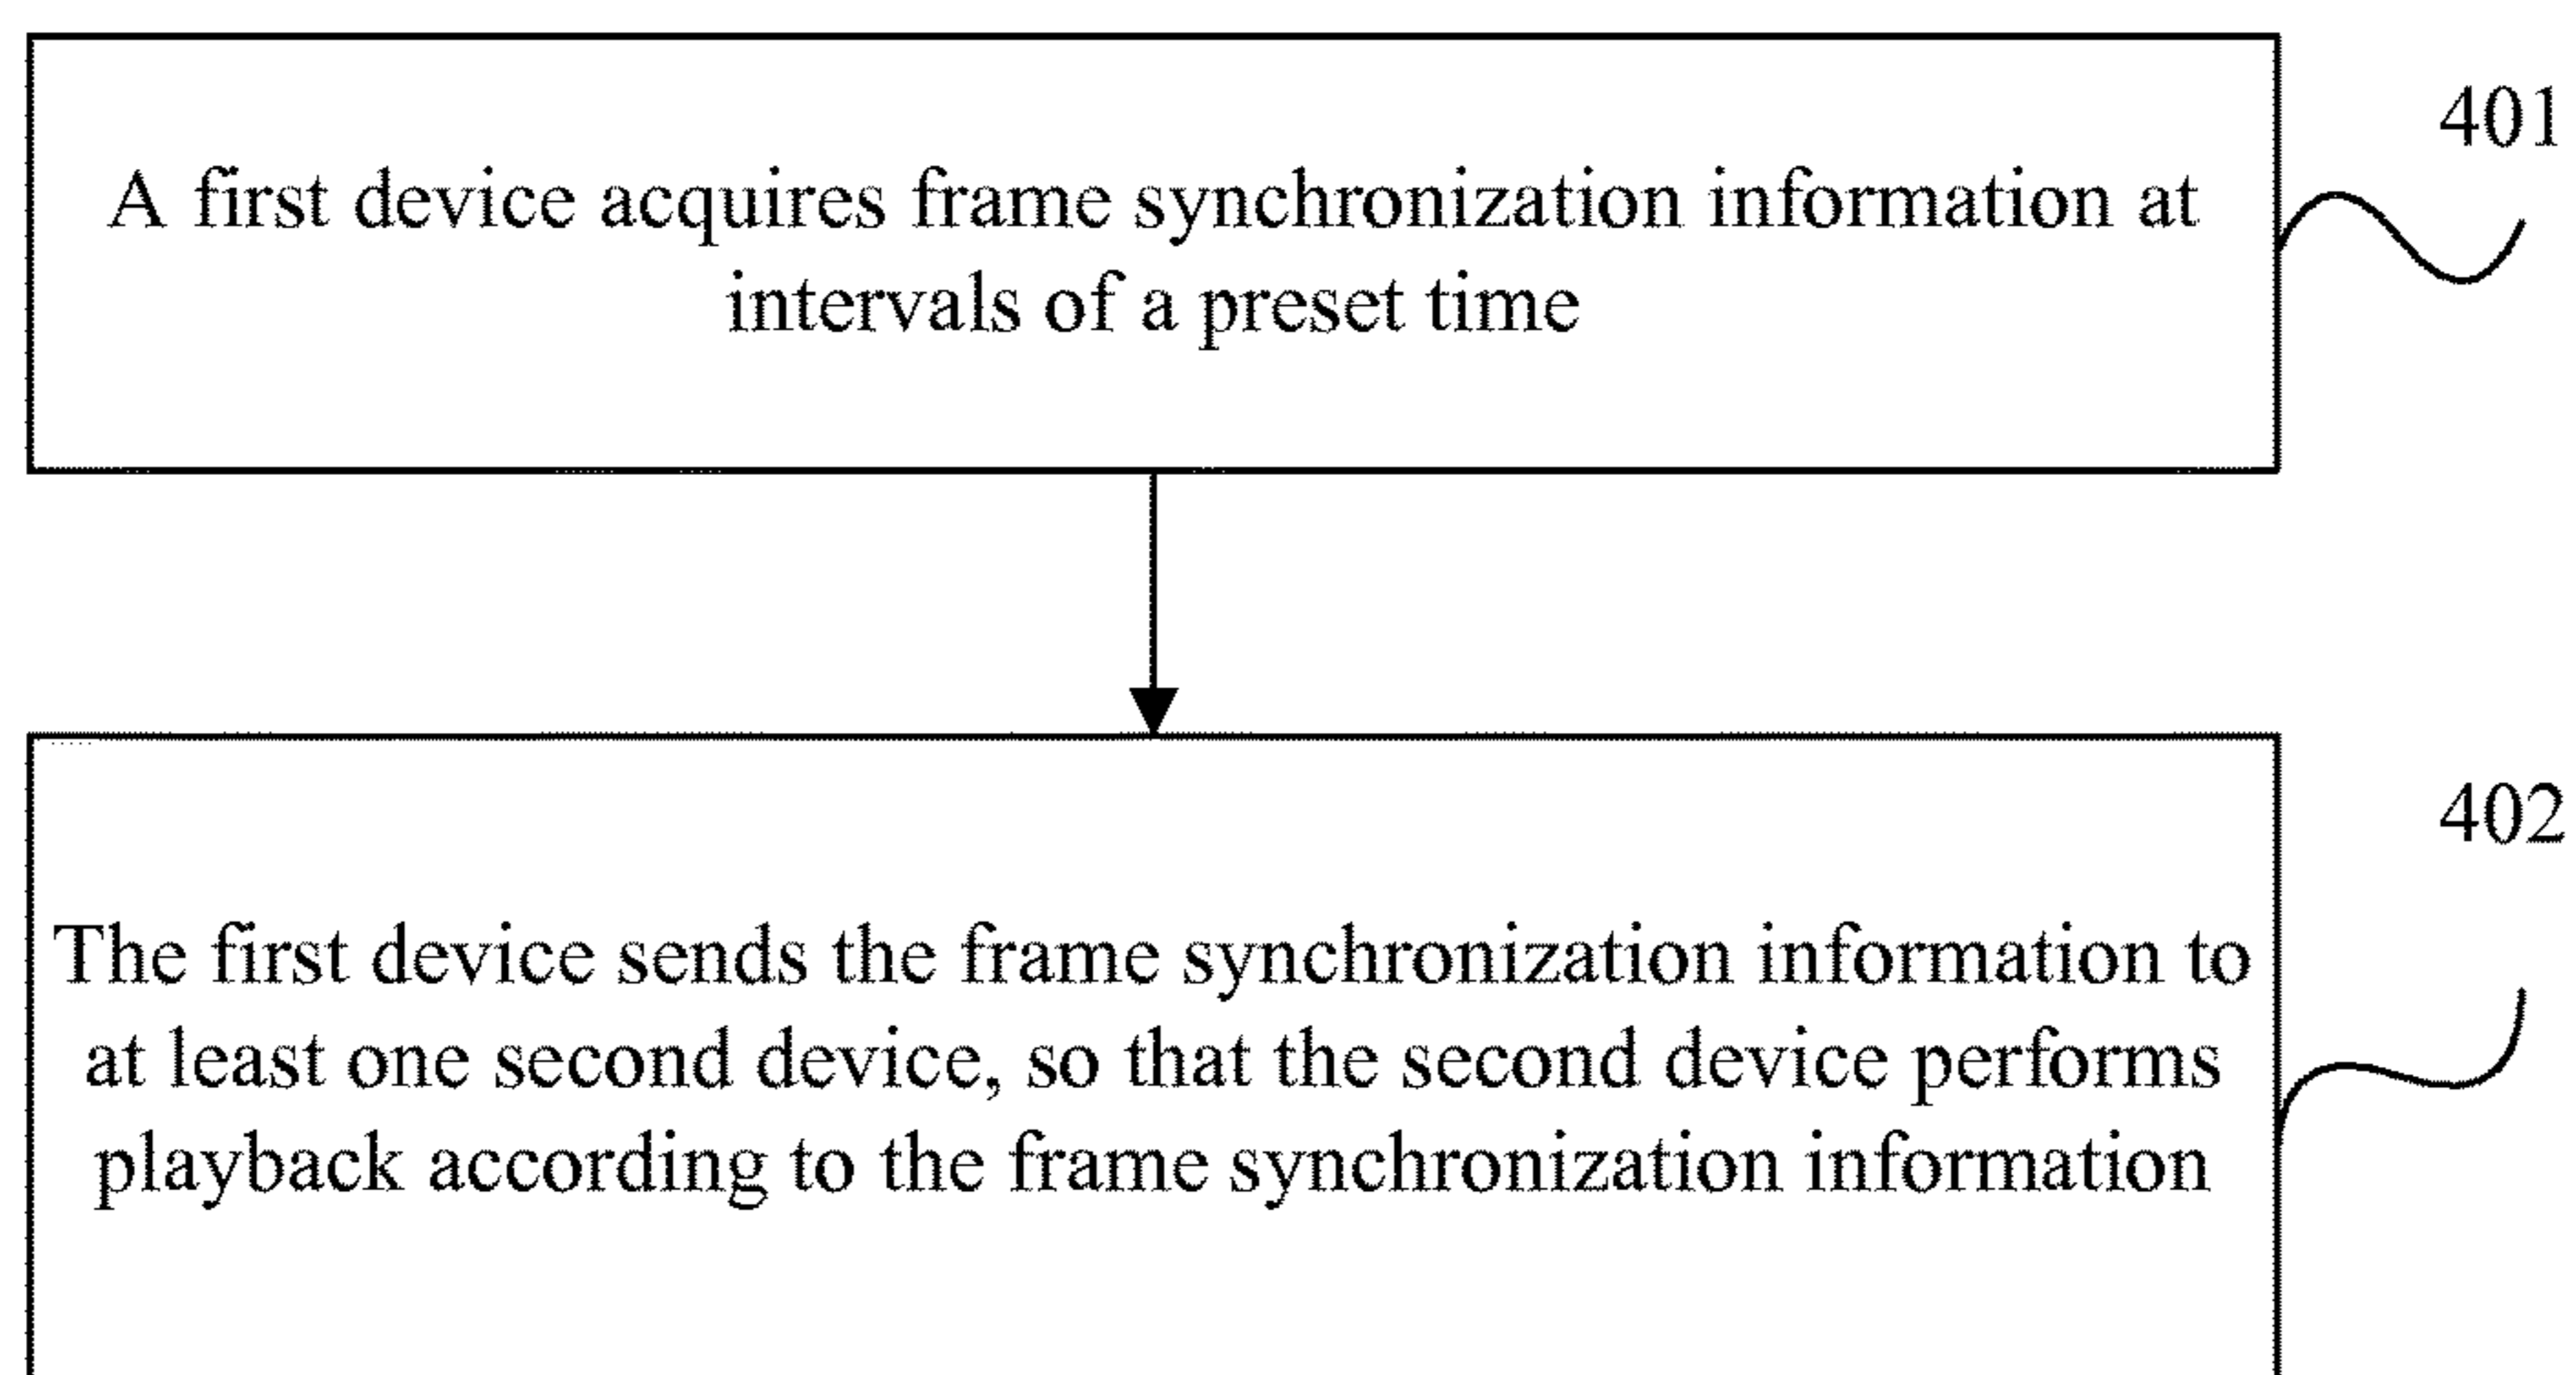 401
A first device acquires frame synchronization information at
intervals of a preset time
402
The first device sends the frame synchronization information to
at least one second device, so that the second device performs
playback according to the frame synchronization information